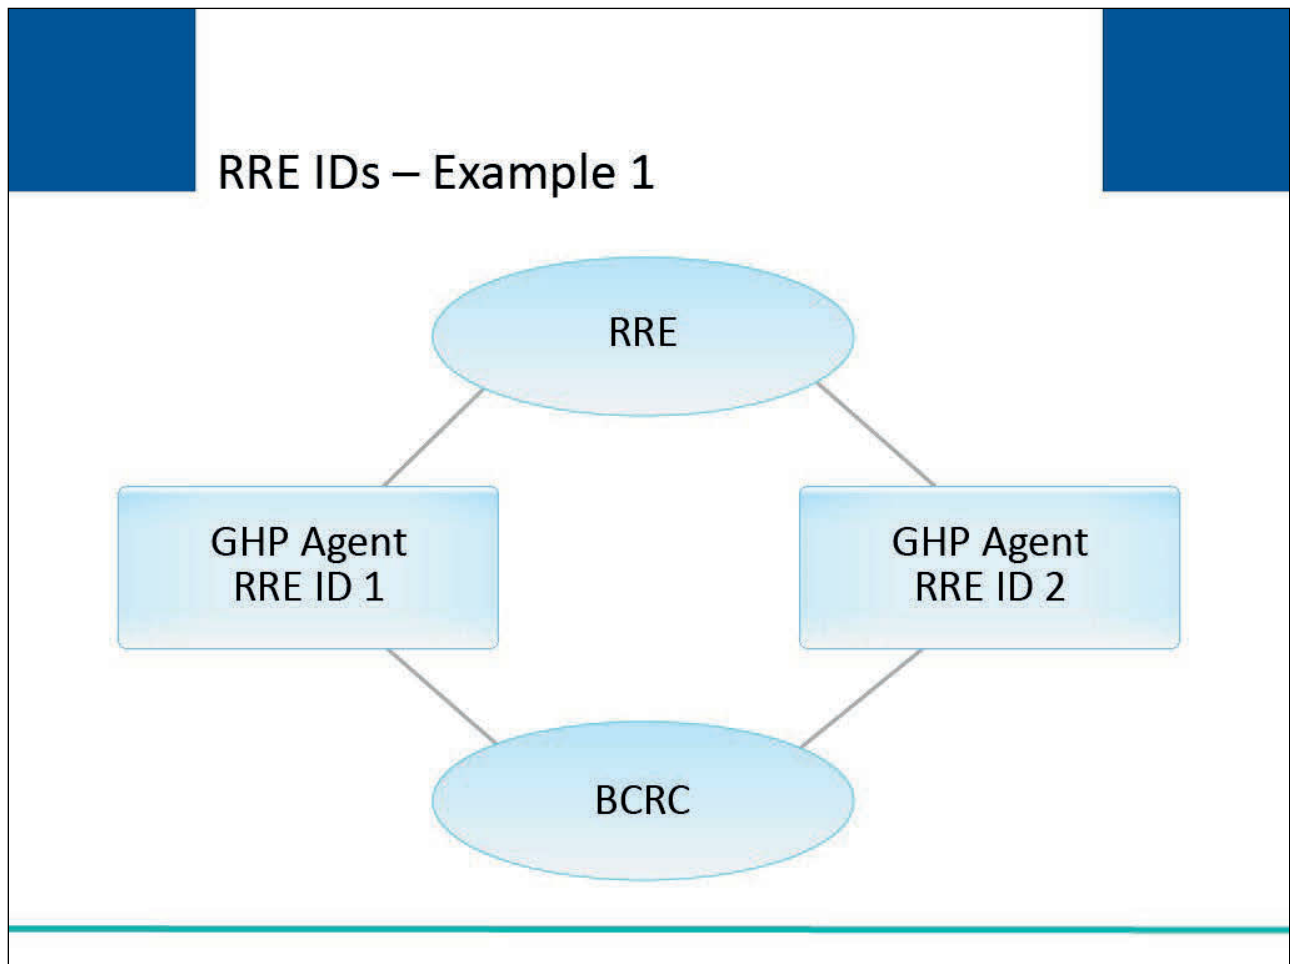 RRE IDs – Example 1
RRE
GHP Agent
RRE ID 1
GHP Agent
RRE ID 2
BCRC